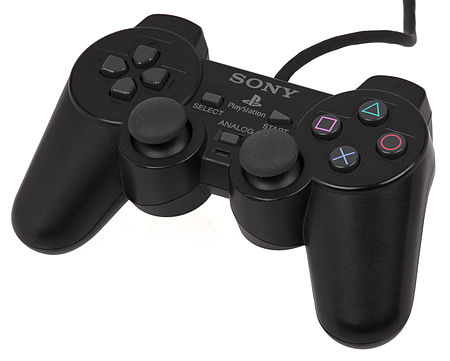 SONY
PlayStation
SELECT
START
ANALOG